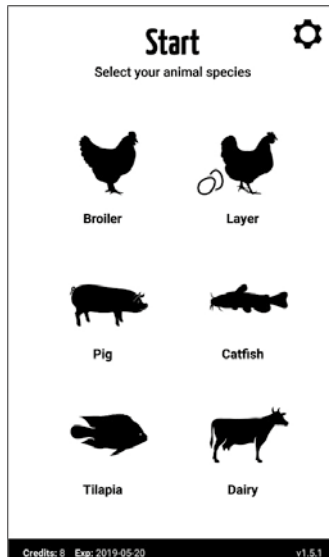 Start
Select your animal species
Broiler Layer
Pig Catfish
Tilapia Dairy
Credits: 8 Exp: 2019-05-20 v1.5.1